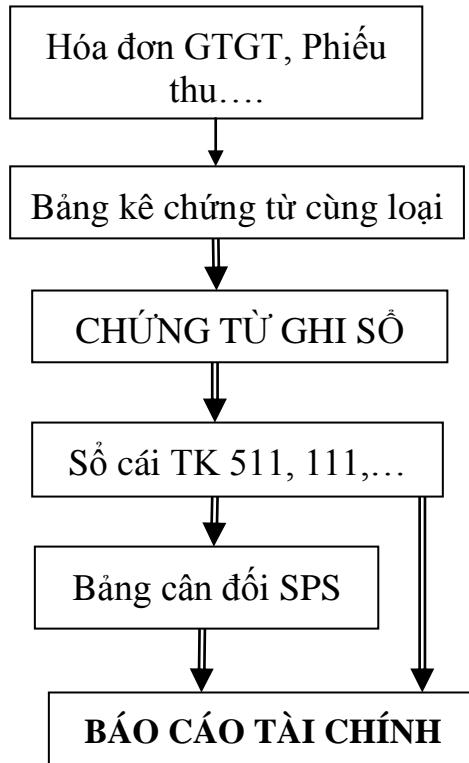 Hóa đơn GTGT, Phiếu
thu….
Bảng kê chứng từ cùng loại
CHỨNG TỪ GHI SỔ
Sổ cái TK 511, 111,…
Bảng cân đối SPS
BÁO CÁO TÀI CHÍNH